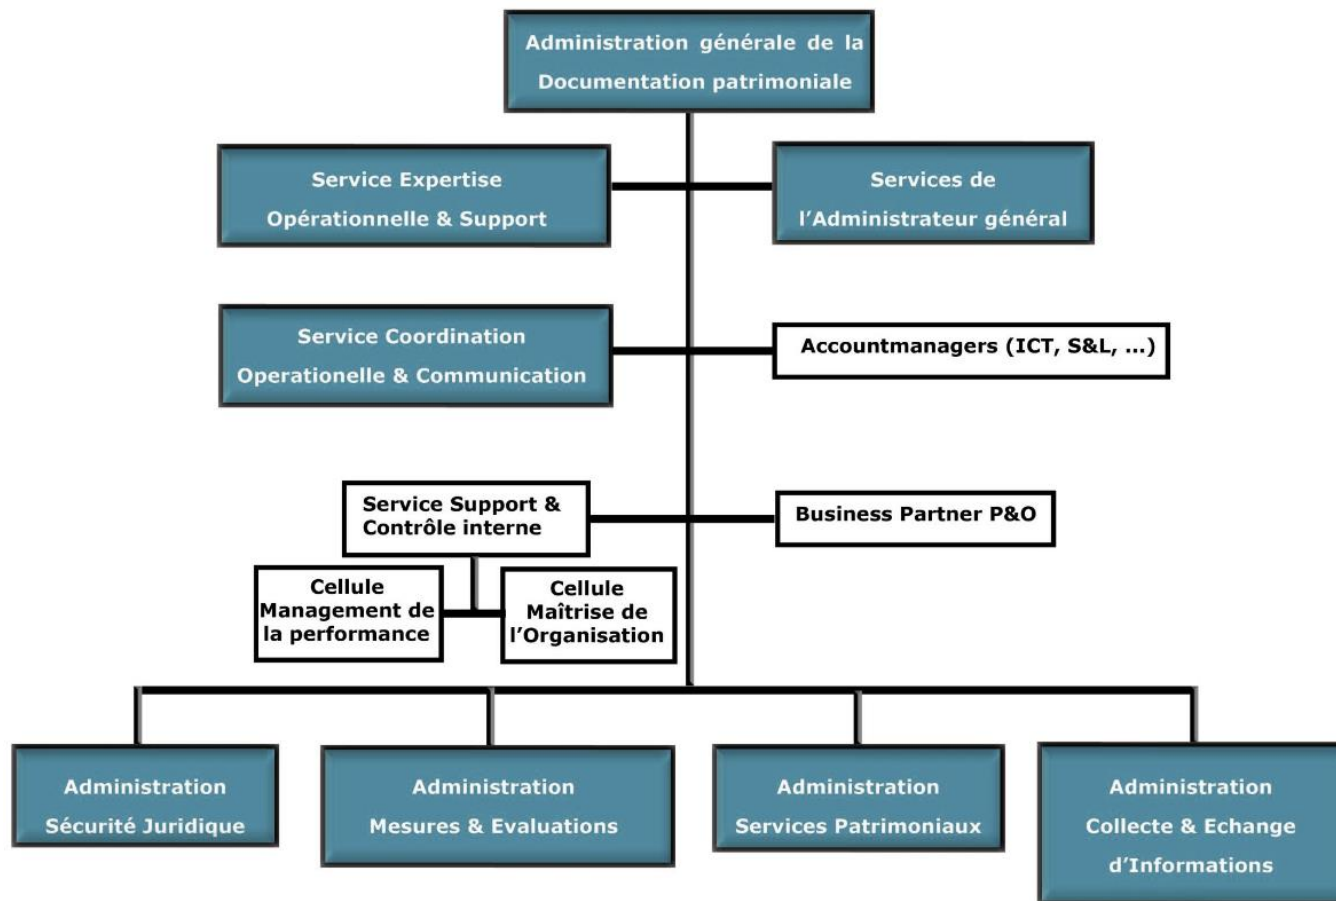 Administration générale de la
Documentation patrimoniale
Service Expertise
Opérationnelle & Support
Services de
l’Administrateur général
Service Coordination
Operationelle & Communication
Accountmanagers (ICT, S&L, ...)
Service Support &
Contrôle interne
Business Partner P&O
Cellule
Management de
la performance
Cellule
Maîtrise de
l’Organisation
Administration
Sécurité Juridique
Administration
Mesures & Evaluations
Administration
Services Patrimoniaux
Administration
Collecte & Echange
d’Informations